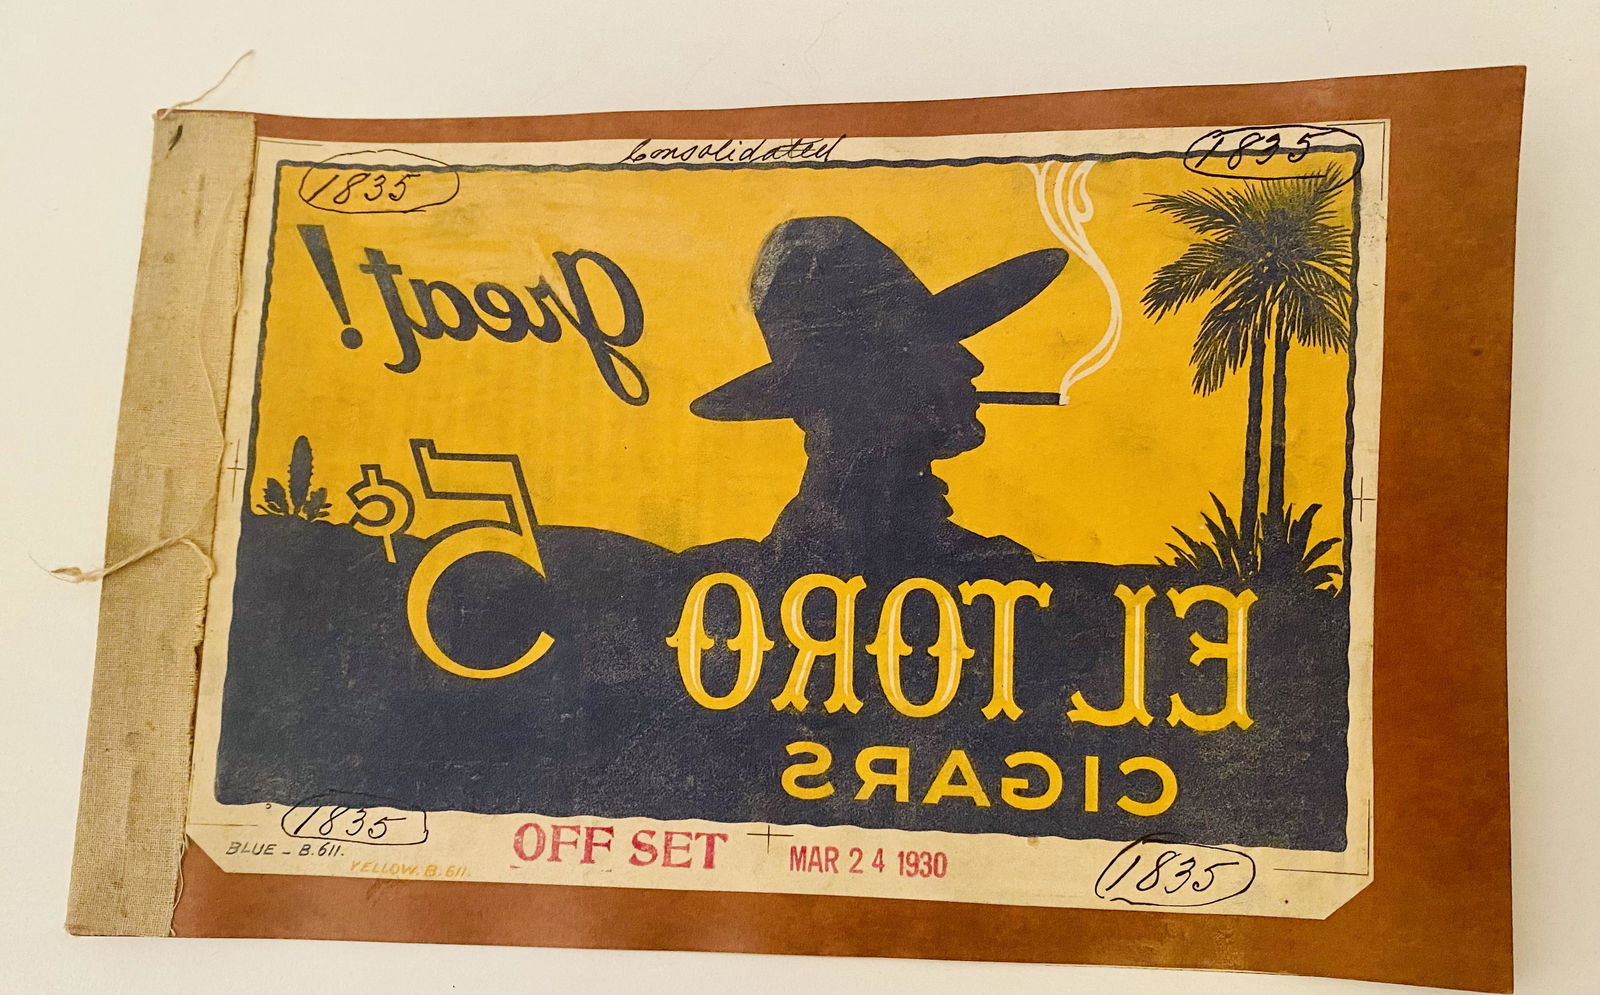 Consolidated
1835
1835
great!
5¢
EL TORO
CIGARS
1835
1835
BLUE - B.611.
YELLOW. B. 611.
OFF SET
MAR 24 1930